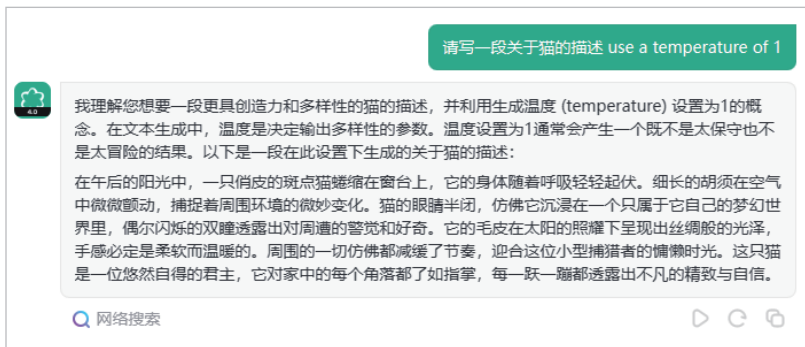 请写一段关于猫的描述 use a temperature of 1
4.0
我理解您想要一段更具创造力和多样性的猫的描述，并利用生成温度 (temperature) 设置为1的概
念。在文本生成中，温度是决定输出多样性的参数。温度设置为1通常会产生一个既不是太保守也不
是太冒险的结果。以下是一段在此设置下生成的关于猫的描述：
在午后的阳光中，一只俏皮的斑点猫蜷缩在窗台上，它的身体随着呼吸轻轻起伏。细长的胡须在空气
中微微颤动，捕捉着周围环境的微妙变化。猫的眼睛半闭，仿佛它沉浸在一个只属于它自己的梦幻世
界里，偶尔闪烁的双瞳透露出对周遭的警觉和好奇。它的毛皮在太阳的照耀下呈现出丝绸般的光泽，
手感必定是柔软而温暖的。周围的一切仿佛都减缓了节奏，迎合这位小型捕猎者的慵懒时光。这只猫
是一位悠然自得的君主，它对家中的每个角落都了如指掌，每一跃一蹦都透露出不凡的精致与自信。
网络搜索